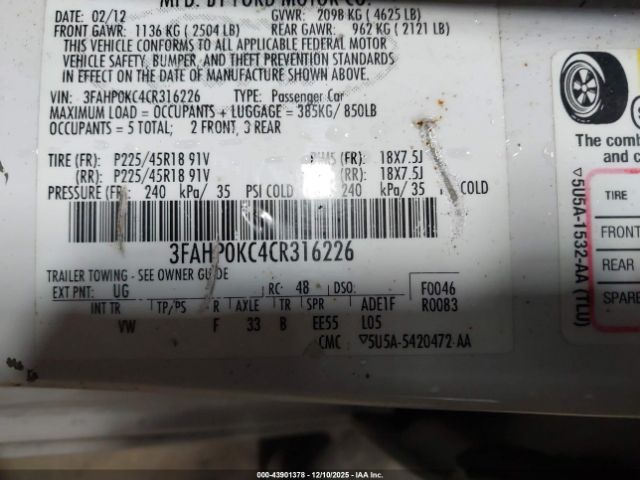 MFD. BY FORD MOTOR CO.
DATE: 02/12 GVWR: 2098 KG ( 4625 LB)
FRONT GAWR: 1136 KG ( 2504 LB) REAR GAWR: 962 KG ( 2121 LB)
THIS VEHICLE CONFORMS TO ALL APPLICABLE FEDERAL MOTOR
VEHICLE SAFETY, BUMPER, AND THEFT PREVENTION STANDARDS
IN EFFECT ON THE DATE OF MANUFACTURE SHOWN ABOVE.
VIN: 3FAHP0KC4CR316226 TYPE: Passenger Car
MAXIMUM LOAD = OCCUPANTS + LUGGAGE = 385KG/ 850LB
OCCUPANTS = 5 TOTAL; 2 FRONT, 3 REAR
TIRE (FR): P225/45R18 91V RIMS (FR): 18X7.5J
(RR): P225/45R18 91V (RR): 18X7.5J
PRESSURE (FR): 240 kPa/ 35 PSI COLD 240 kPa/ 35 COLD
3FAHP0KC4CR316226
TRAILER TOWING - SEE OWNER GUIDE
EXT PNT: UG RC: 48 DSO: F0046
INT TR TP/PS R AXLE TR SPR ADE1F R0083
VW F 33 B EE55 L05
CMC ▽5U5A-5420472-AA
The comb
and c
▽5U5A-1532-AA (TLU)
TIRE
FRONT
REAR
SPARE
000-43901378 - 12/10/2025 - IAA Inc.